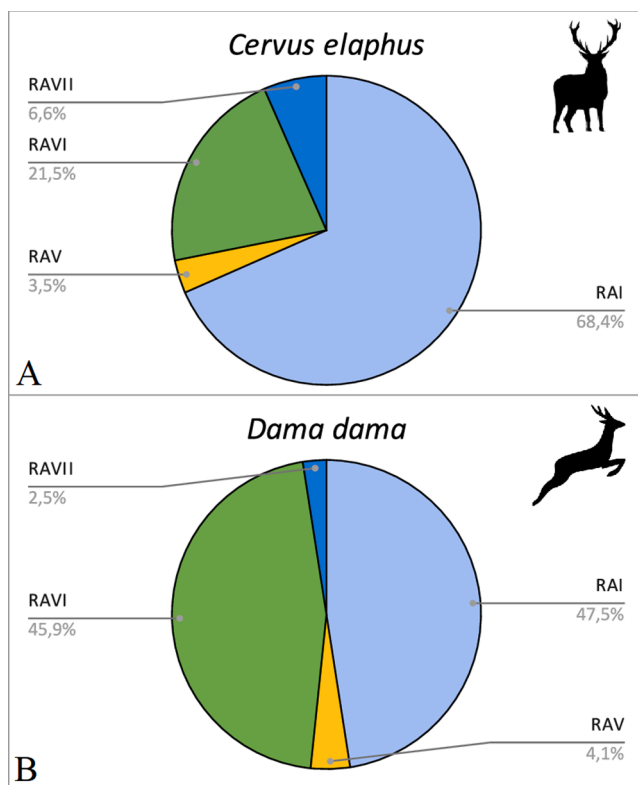 Cervus elaphus
RAVII
6,6%
RAVI
21,5%
RAV
3,5%
RAI
68,4%
A
Dama dama
RAVII
2,5%
RAVI
45,9%
RAI
47,5%
RAV
4,1%
B